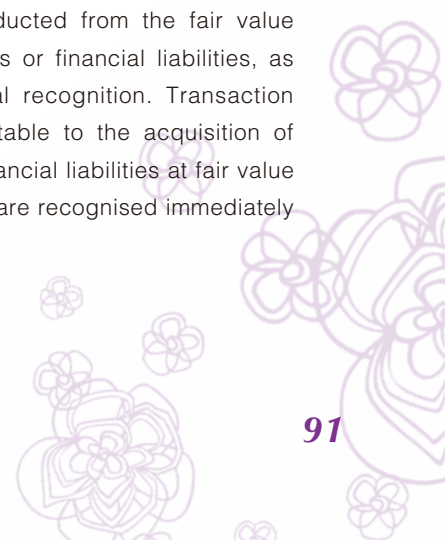 ducted from the fair value
s or financial liabilities, as
al recognition. Transaction
table to the acquisition of
ancial liabilities at fair value
are recognised immediately
91